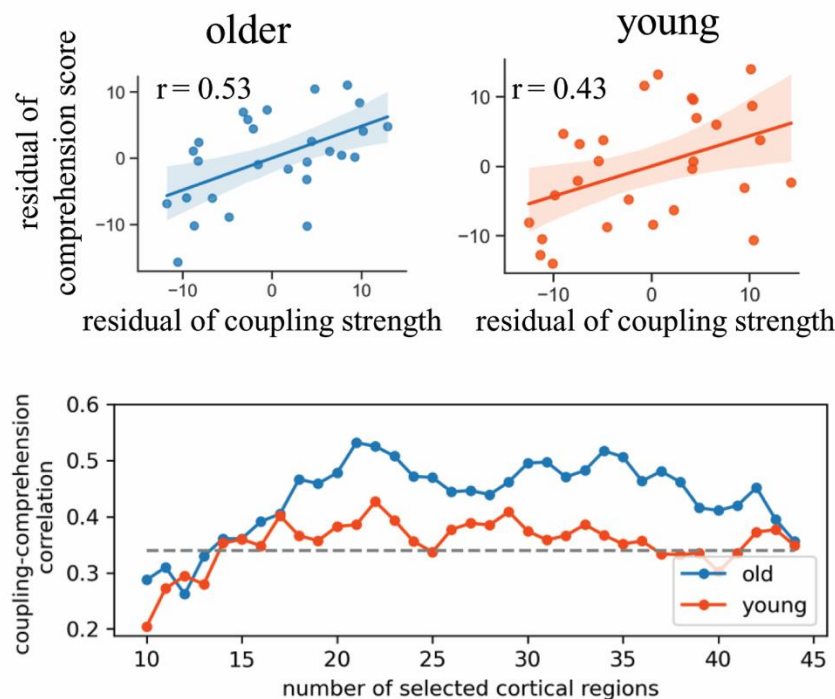 older
young
r = 0.53
r = 0.43
residual of
comprehension score
10
0
−10
10
0
−10
−10
0
10
−10
0
10
residual of coupling strength
residual of coupling strength
coupling-comprehension
correlation
0.6
0.5
0.4
0.3
0.2
old
young
10
15
20
25
30
35
40
45
number of selected cortical regions